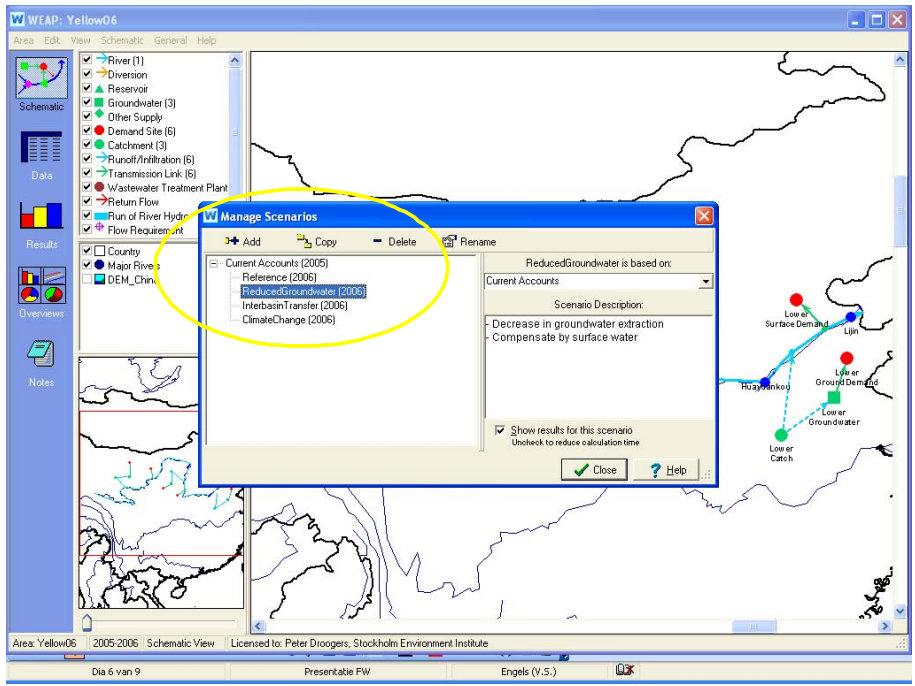 WEAP: Yellow06
Area Edit View Schematic General Help
Schematic
Data
Results
Overviews
Notes
River (1)
Diversion
Reservoir
Groundwater (3)
Other Supply
Demand Site (6)
Catchment (3)
Runoff/Infiltration (6)
Transmission Link (6)
Wastewater Treatment Plant
Return Flow
Run of River Hydro
Flow Requirement
Country
Major Rivers
DEM_China
Manage Scenarios
Add Copy Delete Rename
Current Accounts (2005)
Reference (2006)
ReducedGroundwater (2006)
InterbasinTransfer (2006)
ClimateChange (2006)
ReducedGroundwater is based on:
Current Accounts
Scenario Description:
- Decrease in groundwater extraction
- Compensate by surface water
Show results for this scenario
Uncheck to reduce calculation time
Close Help
Lower
Surface Demand
Lijin
Huayuankou
Lower
Ground Demand
Lower
Groundwater
Lower
Catch
Area: Yellow06 2005-2006 Schematic View Licensed to: Peter Droogers, Stockholm Environment Institute
Dia 6 van 9 Presentatie FW Engels (V.S.)